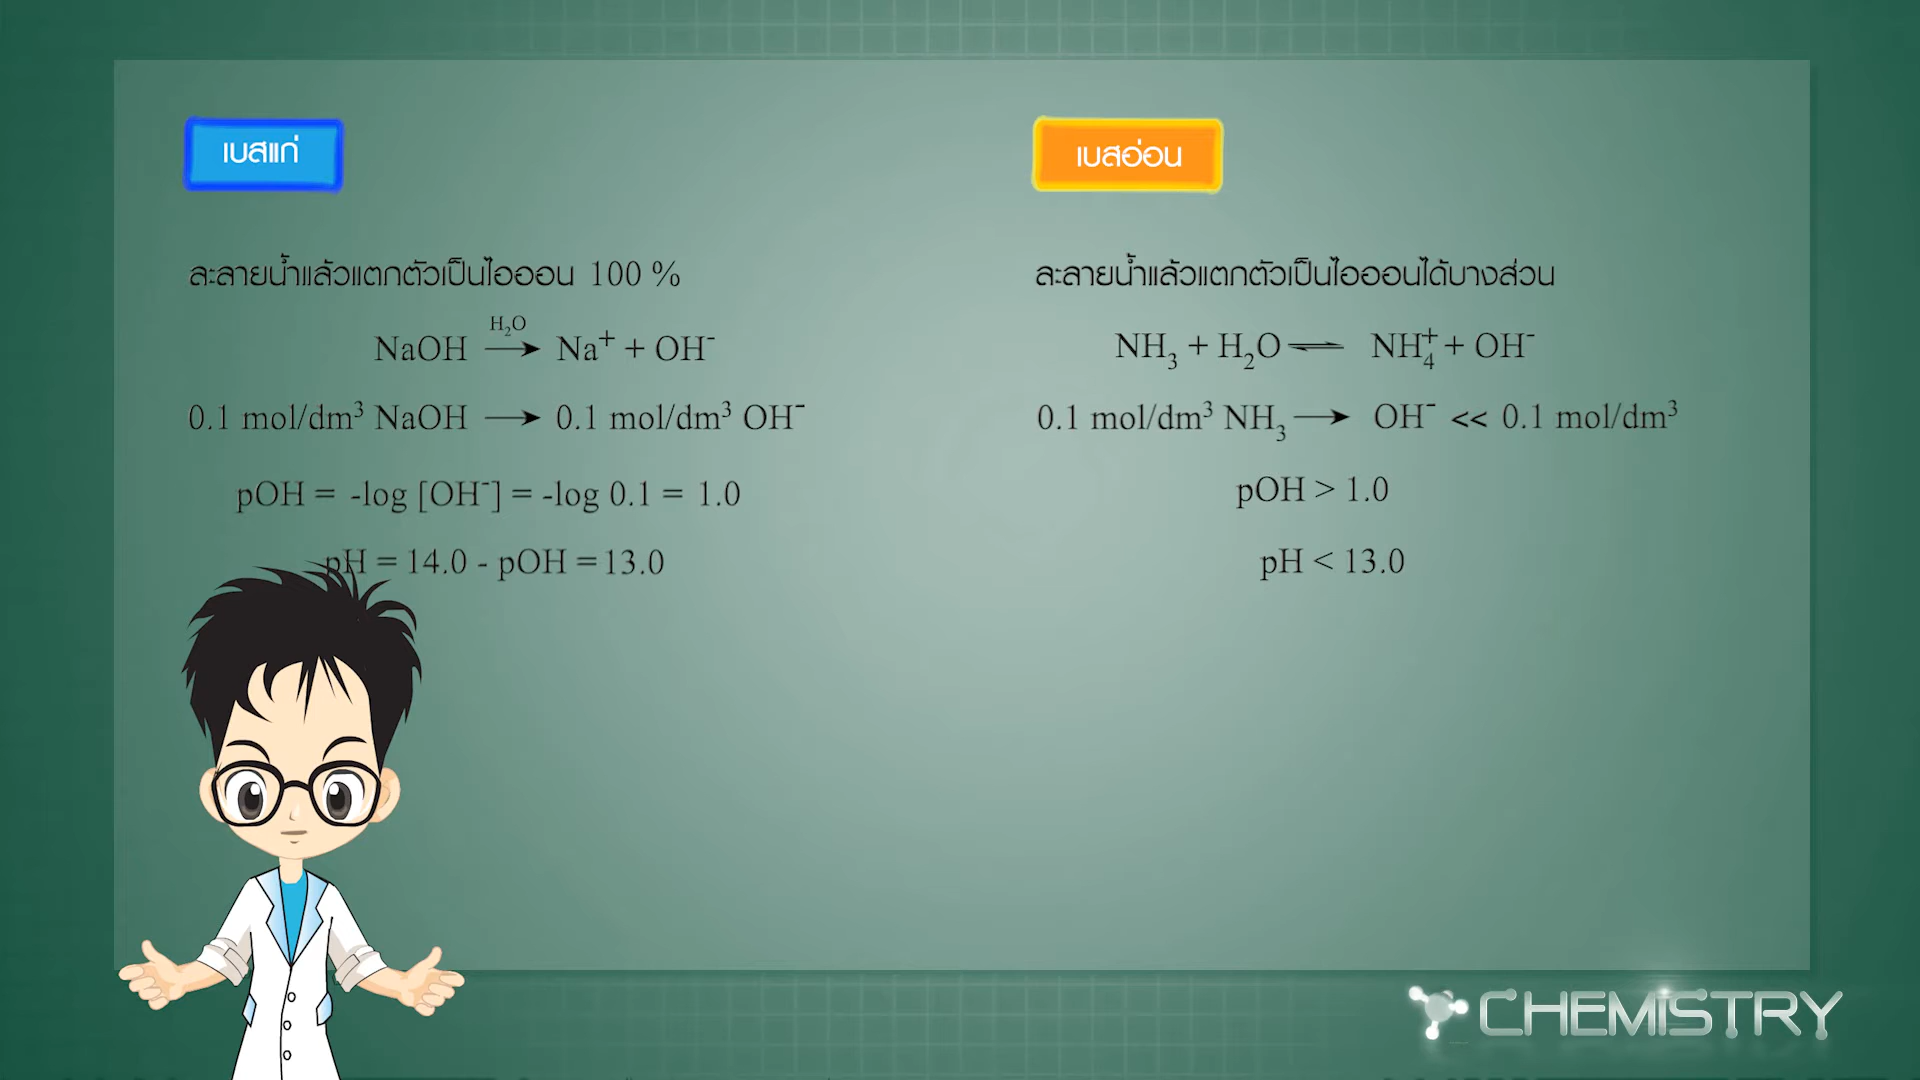 เบสแก่
ละลายน้ำแล้วแตกตัวเป็นไอออน 100 %
H₂O
NaOH ⟶ Na⁺ + OH⁻
0.1 mol/dm³ NaOH ⟶ 0.1 mol/dm³ OH⁻
pOH = -log [OH⁻] = -log 0.1 = 1.0
pH = 14.0 - pOH = 13.0
เบสอ่อน
ละลายน้ำแล้วแตกตัวเป็นไอออนได้บางส่วน
NH₃ + H₂O ⇌ NH₄⁺ + OH⁻
0.1 mol/dm³ NH₃ ⟶ OH⁻ << 0.1 mol/dm³
pOH > 1.0
pH < 13.0
CHEMISTRY